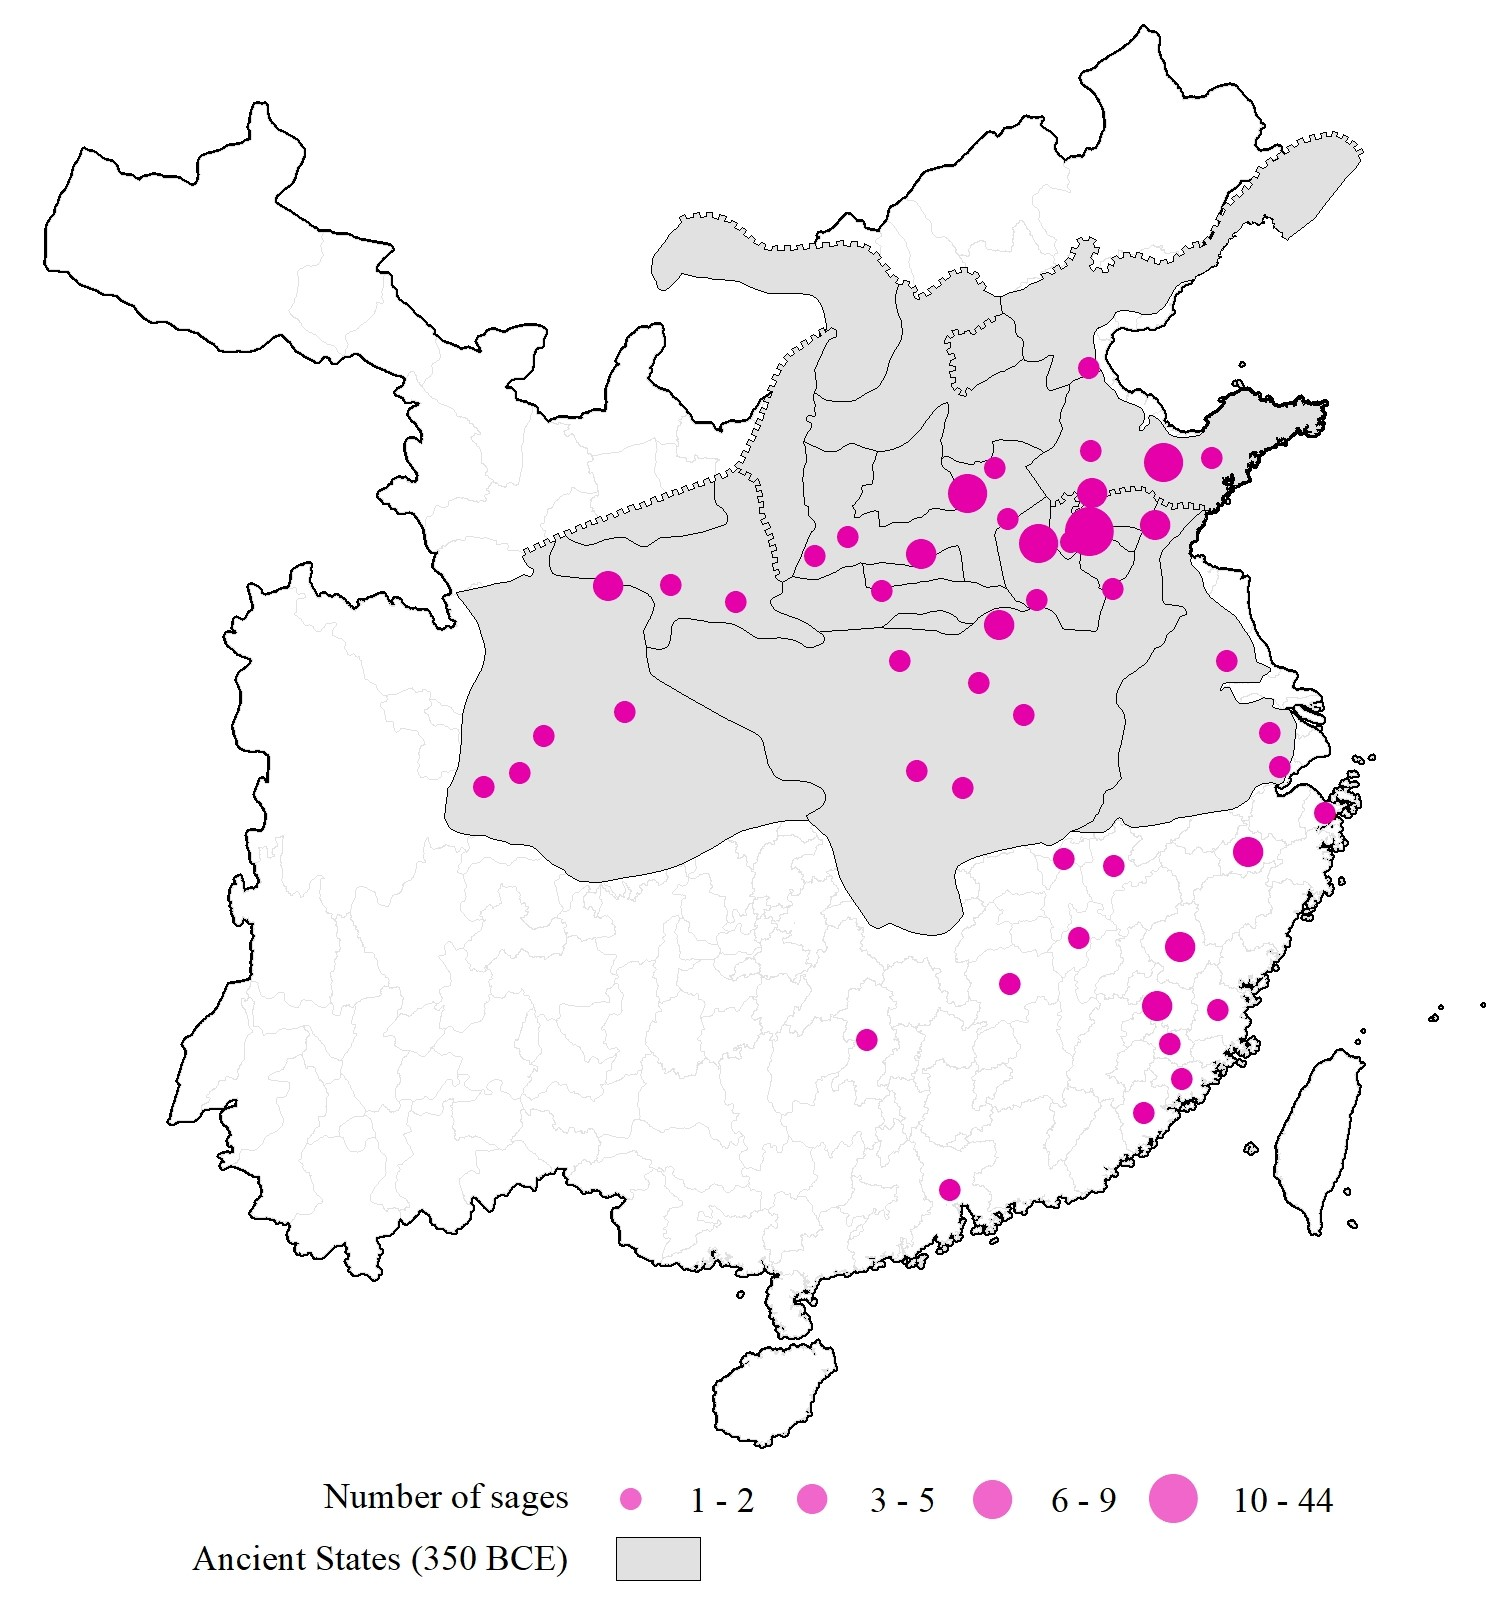 Number of sages 1 - 2 3 - 5 6 - 9 10 - 44
Ancient States (350 BCE)